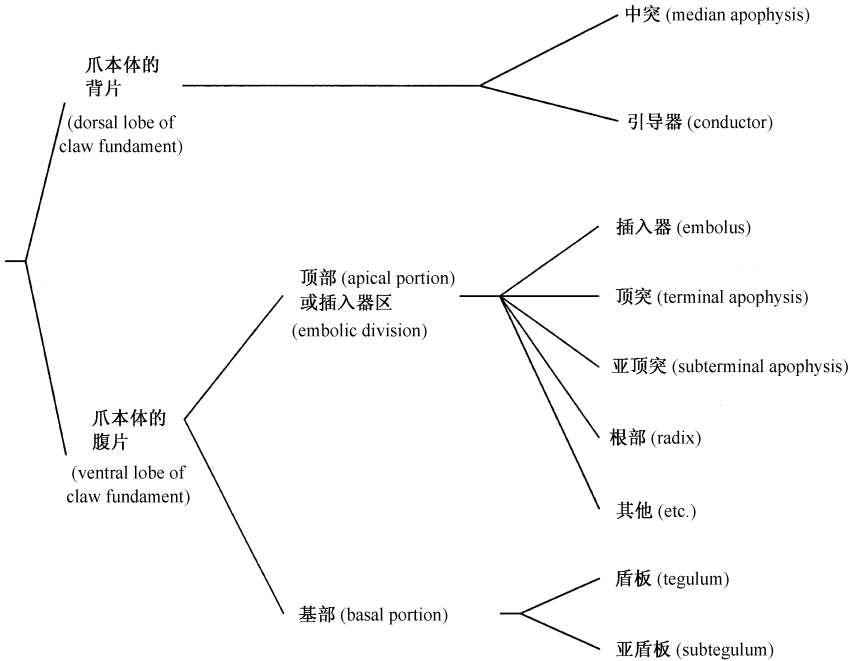 中突 (median apophysis)
爪本体的
背片
(dorsal lobe of
claw fundament)
引导器 (conductor)
插入器 (embolus)
顶部 (apical portion)
或插入器区
(embolic division)
顶突 (terminal apophysis)
亚顶突 (subterminal apophysis)
爪本体的
腹片
(ventral lobe of
claw fundament)
根部 (radix)
其他 (etc.)
基部 (basal portion)
盾板 (tegulum)
亚盾板 (subtegulum)